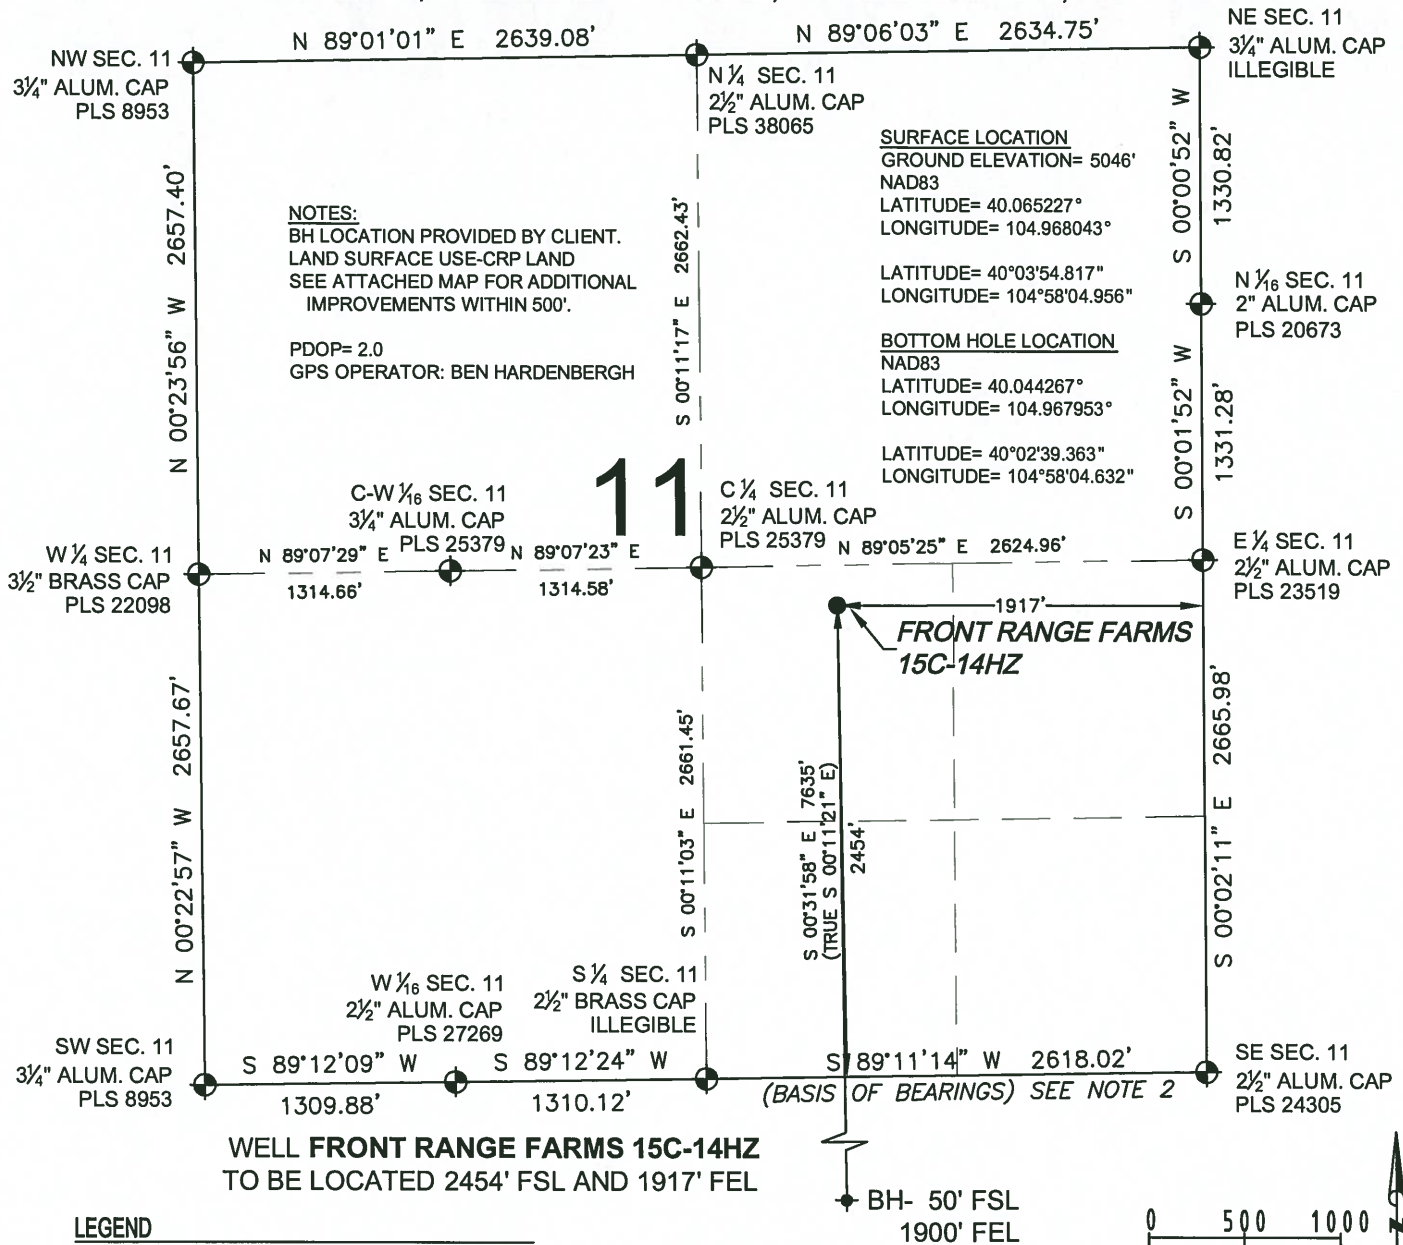 N 89°01'01" E 2639.08'
N 89°06'03" E 2634.75'
NW SEC. 11
3¼" ALUM. CAP
PLS 8953
N ¼ SEC. 11
2½" ALUM. CAP
PLS 38065
NE SEC. 11
3¼" ALUM. CAP
ILLEGIBLE
N 00°23'56" W 2657.40'
NOTES:
BH LOCATION PROVIDED BY CLIENT.
LAND SURFACE USE-CRP LAND
SEE ATTACHED MAP FOR ADDITIONAL
IMPROVEMENTS WITHIN 500'.
PDOP= 2.0
GPS OPERATOR: BEN HARDENBERGH
S 00°11'17" E 2662.43'
SURFACE LOCATION
GROUND ELEVATION= 5046'
NAD83
LATITUDE= 40.065227°
LONGITUDE= 104.968043°
LATITUDE= 40°03'54.817"
LONGITUDE= 104°58'04.956"
BOTTOM HOLE LOCATION
NAD83
LATITUDE= 40.044267°
LONGITUDE= 104.967953°
LATITUDE= 40°02'39.363"
LONGITUDE= 104°58'04.632"
S 00°00'52" W
1330.82'
N 1⁄16 SEC. 11
2" ALUM. CAP
PLS 20673
S 00°01'52" W
1331.28'
11
C-W 1⁄16 SEC. 11
3¼" ALUM. CAP
PLS 25379
C ¼ SEC. 11
2½" ALUM. CAP
PLS 25379
W ¼ SEC. 11
3½" BRASS CAP
PLS 22098
N 89°07'29" E
1314.66'
N 89°07'23" E
1314.58'
N 89°05'25" E 2624.96'
E ¼ SEC. 11
2½" ALUM. CAP
PLS 23519
1917'
FRONT RANGE FARMS
15C-14HZ
N 00°22'57" W 2657.67'
S 00°11'03" E 2661.45'
S 00°31'58" E 7635'
(TRUE S 00°11'21" E)
2454'
S 00°02'11" E 2665.98'
W 1⁄16 SEC. 11
2½" ALUM. CAP
PLS 27269
S ¼ SEC. 11
2½" BRASS CAP
ILLEGIBLE
SW SEC. 11
3¼" ALUM. CAP
PLS 8953
S 89°12'09" W
1309.88'
S 89°12'24" W
1310.12'
S 89°11'14" W 2618.02'
(BASIS OF BEARINGS) SEE NOTE 2
SE SEC. 11
2½" ALUM. CAP
PLS 24305
WELL FRONT RANGE FARMS 15C-14HZ
TO BE LOCATED 2454' FSL AND 1917' FEL
BH- 50' FSL
1900' FEL
LEGEND
0 500 1000
N